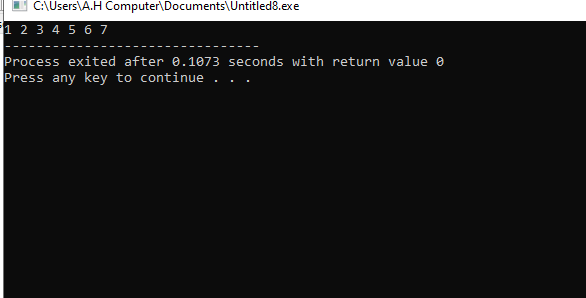 C:\Users\A.H Computer\Documents\Untitled8.exe
1 2 3 4 5 6 7
--------------------------------
Process exited after 0.1073 seconds with return value 0
Press any key to continue . . .